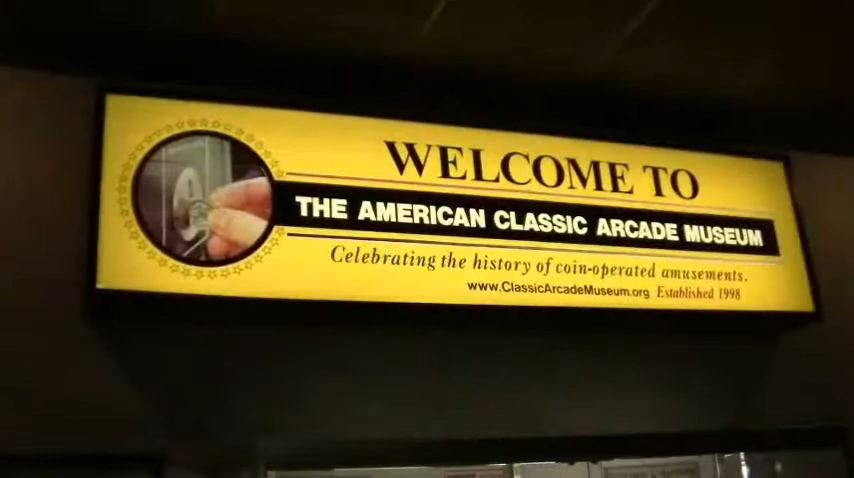 WELCOME TO
THE AMERICAN CLASSIC ARCADE MUSEUM
Celebrating the history of coin-operated amusements.
www.ClassicArcadeMuseum.org Established 1998